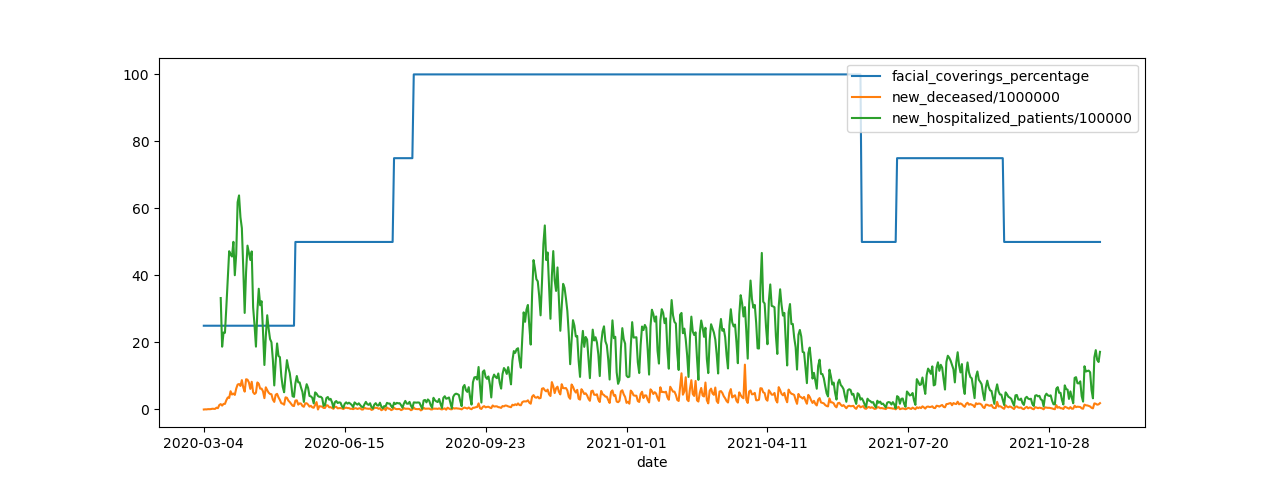 100
80
60
40
20
0
facial_coverings_percentage
new_deceased/1000000
new_hospitalized_patients/100000
2020-03-04 2020-06-15 2020-09-23 2021-01-01 2021-04-11 2021-07-20 2021-10-28
date